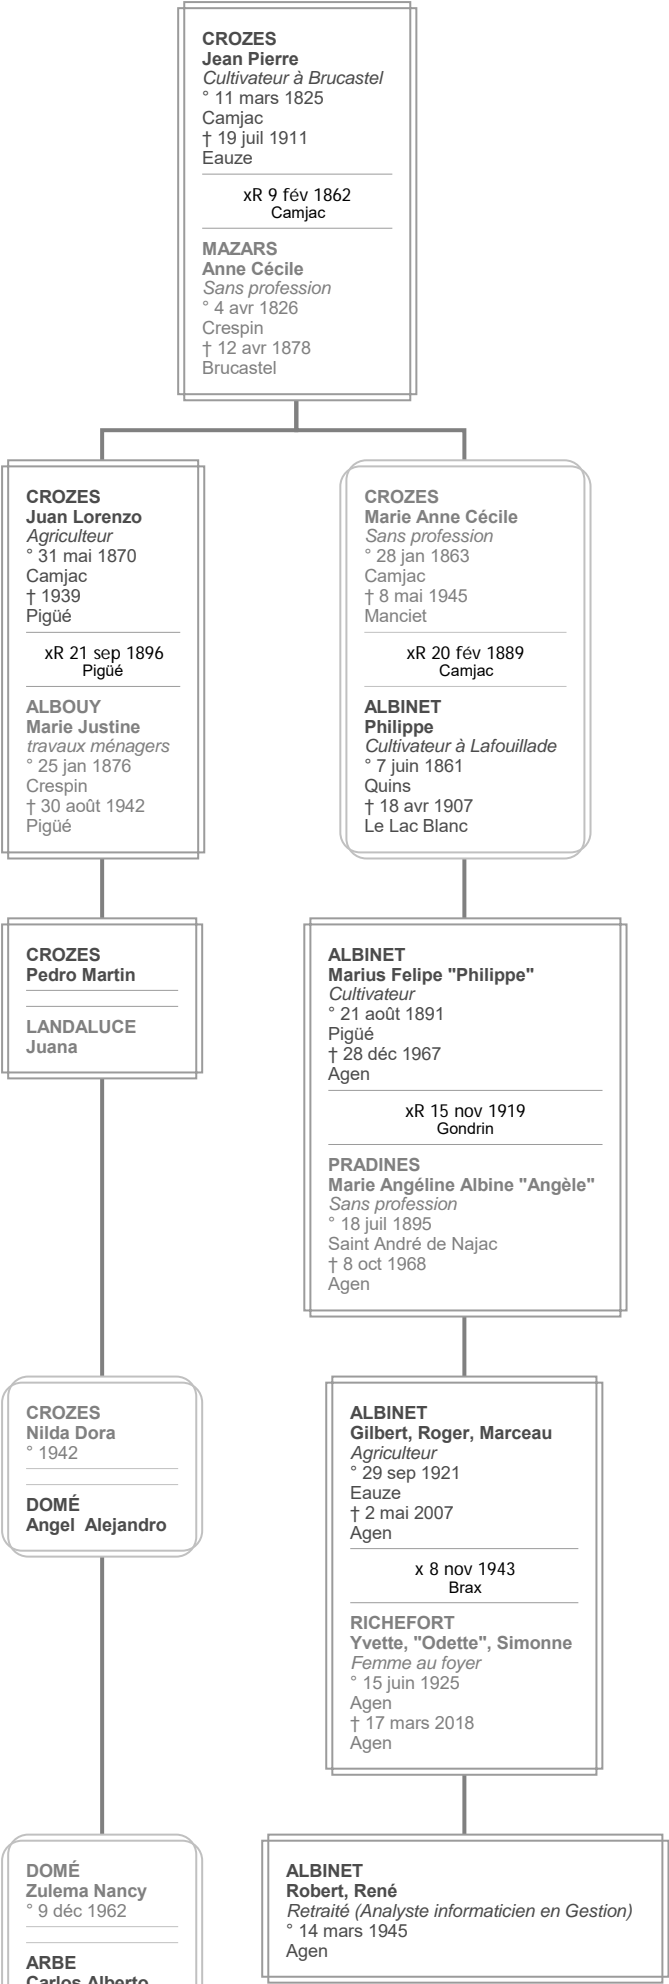 CROZES
Jean Pierre
Cultivateur à Brucastel
° 11 mars 1825
Camjac
† 19 juil 1911
Eauze
xR 9 fév 1862
Camjac
MAZARS
Anne Cécile
Sans profession
° 4 avr 1826
Crespin
† 12 avr 1878
Brucastel
CROZES
Juan Lorenzo
Agriculteur
° 31 mai 1870
Camjac
† 1939
Pigüé
xR 21 sep 1896
Pigüé
ALBOUY
Marie Justine
travaux ménagers
° 25 jan 1876
Crespin
† 30 août 1942
Pigüé
CROZES
Marie Anne Cécile
Sans profession
° 28 jan 1863
Camjac
† 8 mai 1945
Manciet
xR 20 fév 1889
Camjac
ALBINET
Philippe
Cultivateur à Lafouillade
° 7 juin 1861
Quins
† 18 avr 1907
Le Lac Blanc
CROZES
Pedro Martin
LANDALUCE
Juana
ALBINET
Marius Felipe "Philippe"
Cultivateur
° 21 août 1891
Pigüé
† 28 déc 1967
Agen
xR 15 nov 1919
Gondrin
PRADINES
Marie Angéline Albine "Angèle"
Sans profession
° 18 juil 1895
Saint André de Najac
† 8 oct 1968
Agen
CROZES
Nilda Dora
° 1942
DOMÉ
Angel  Alejandro
ALBINET
Gilbert, Roger, Marceau
Agriculteur
° 29 sep 1921
Eauze
† 2 mai 2007
Agen
x 8 nov 1943
Brax
RICHEFORT
Yvette, "Odette", Simonne
Femme au foyer
° 15 juin 1925
Agen
† 17 mars 2018
Agen
DOMÉ
Zulema Nancy
° 9 déc 1962
ARBE
Carlos Alberto
ALBINET
Robert, René
Retraité (Analyste informaticien en Gestion)
° 14 mars 1945
Agen